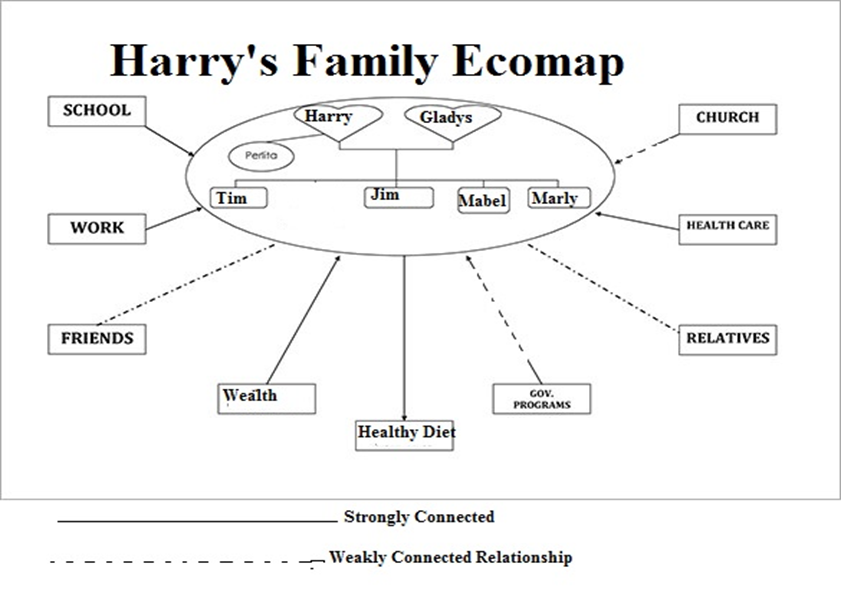 Harry's Family Ecomap
SCHOOL
Harry
Gladys
CHURCH
Perlita
Tim
Jim
Mabel
Marly
WORK
HEALTH CARE
FRIENDS
RELATIVES
Wealth
GOV.
PROGRAMS
Healthy Diet
Strongly Connected
Weakly Connected Relationship